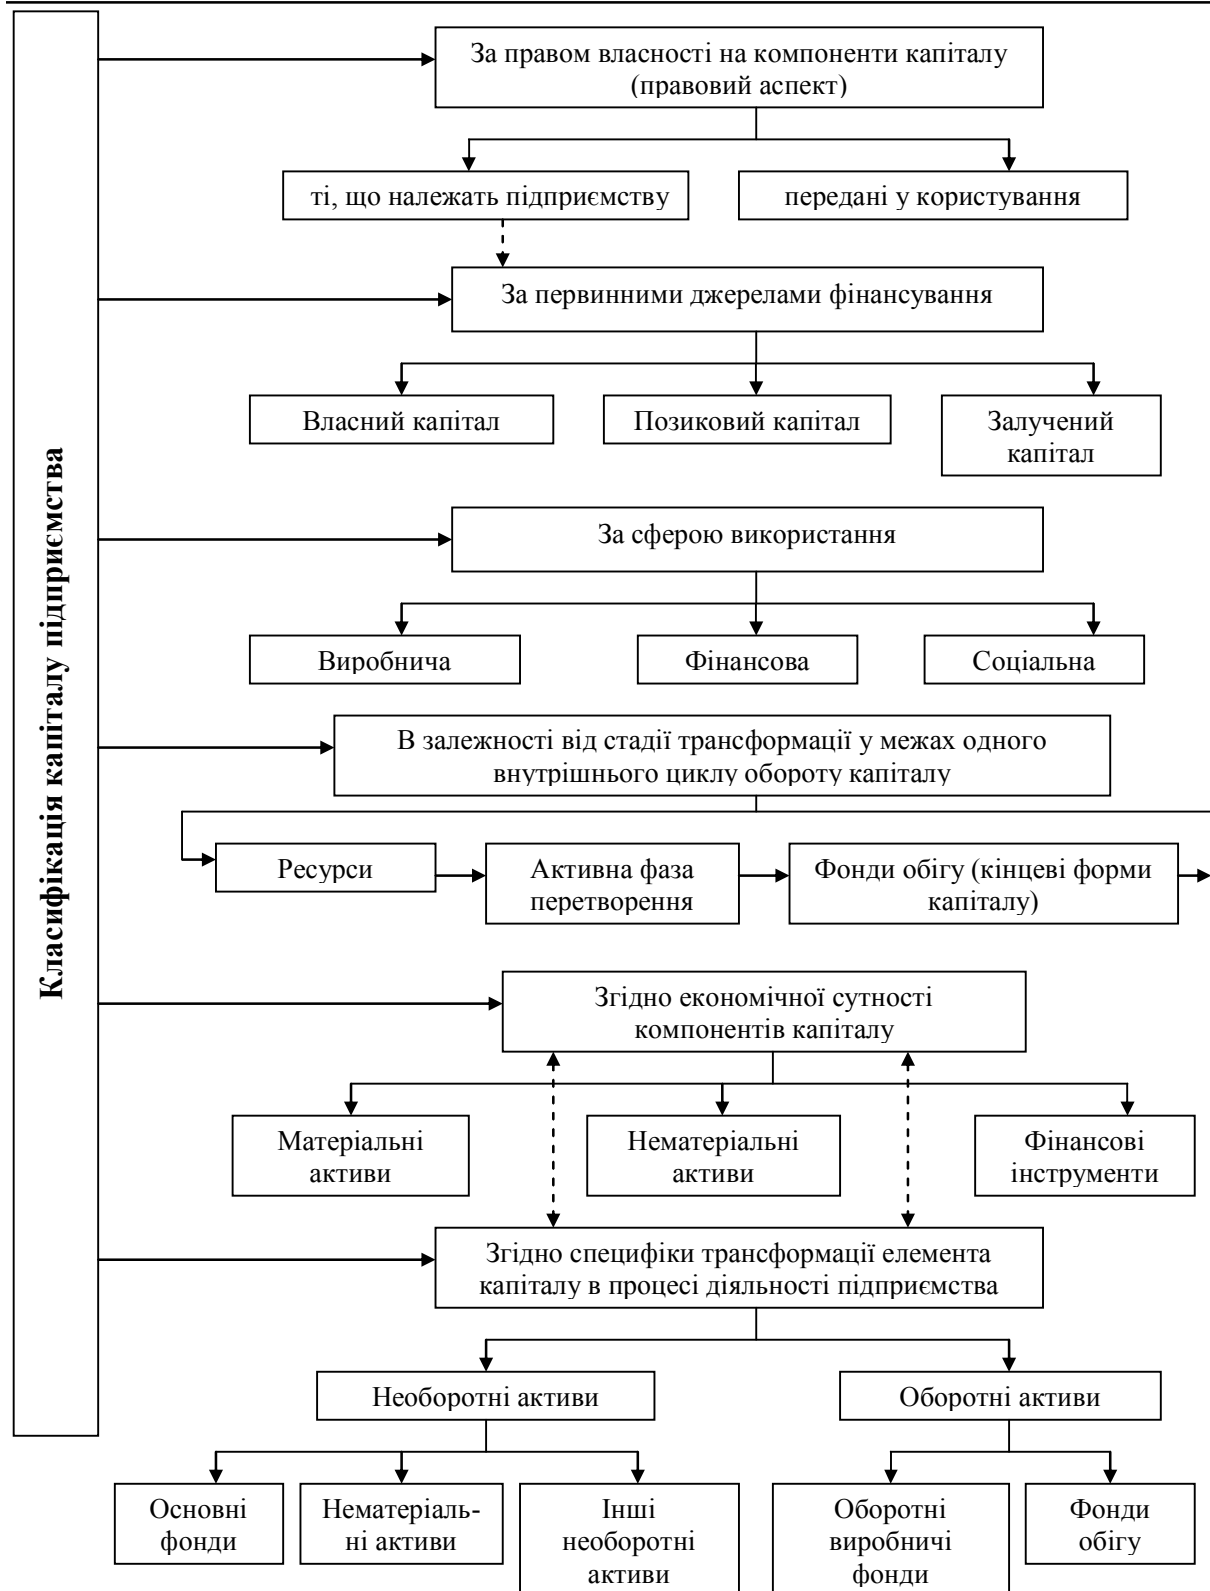 Класифікація капіталу підприємства
За правом власності на компоненти капіталу
(правовий аспект)
ті, що належать підприємству
передані у користування
За первинними джерелами фінансування
Власний капітал
Позиковий капітал
Залучений
капітал
За сферою використання
Виробнича
Фінансова
Соціальна
В залежності від стадії трансформації у межах одного
внутрішнього циклу обороту капіталу
Ресурси
Активна фаза
перетворення
Фонди обігу (кінцеві форми
капіталу)
Згідно економічної сутності
компонентів капіталу
Матеріальні
активи
Нематеріальні
активи
Фінансові
інструменти
Згідно специфіки трансформації елемента
капіталу в процесі діяльності підприємства
Необоротні активи
Оборотні активи
Основні
фонди
Нематеріаль-
ні активи
Інші
необоротні
активи
Оборотні
виробничі
фонди
Фонди
обігу